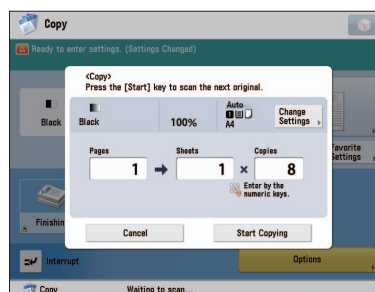 Copy
Ready to enter settings. (Settings Changed)
<Copy>
Press the [Start] key to scan the next original.
Black
Black
100%
Auto
A4
Change
Settings
Favorite
Settings
Pages
Sheets
Copies
1
1
×
8
Enter by the
numeric keys.
Finishin
Cancel
Start Copying
Interrupt
Options
Copy
Waiting to scan...